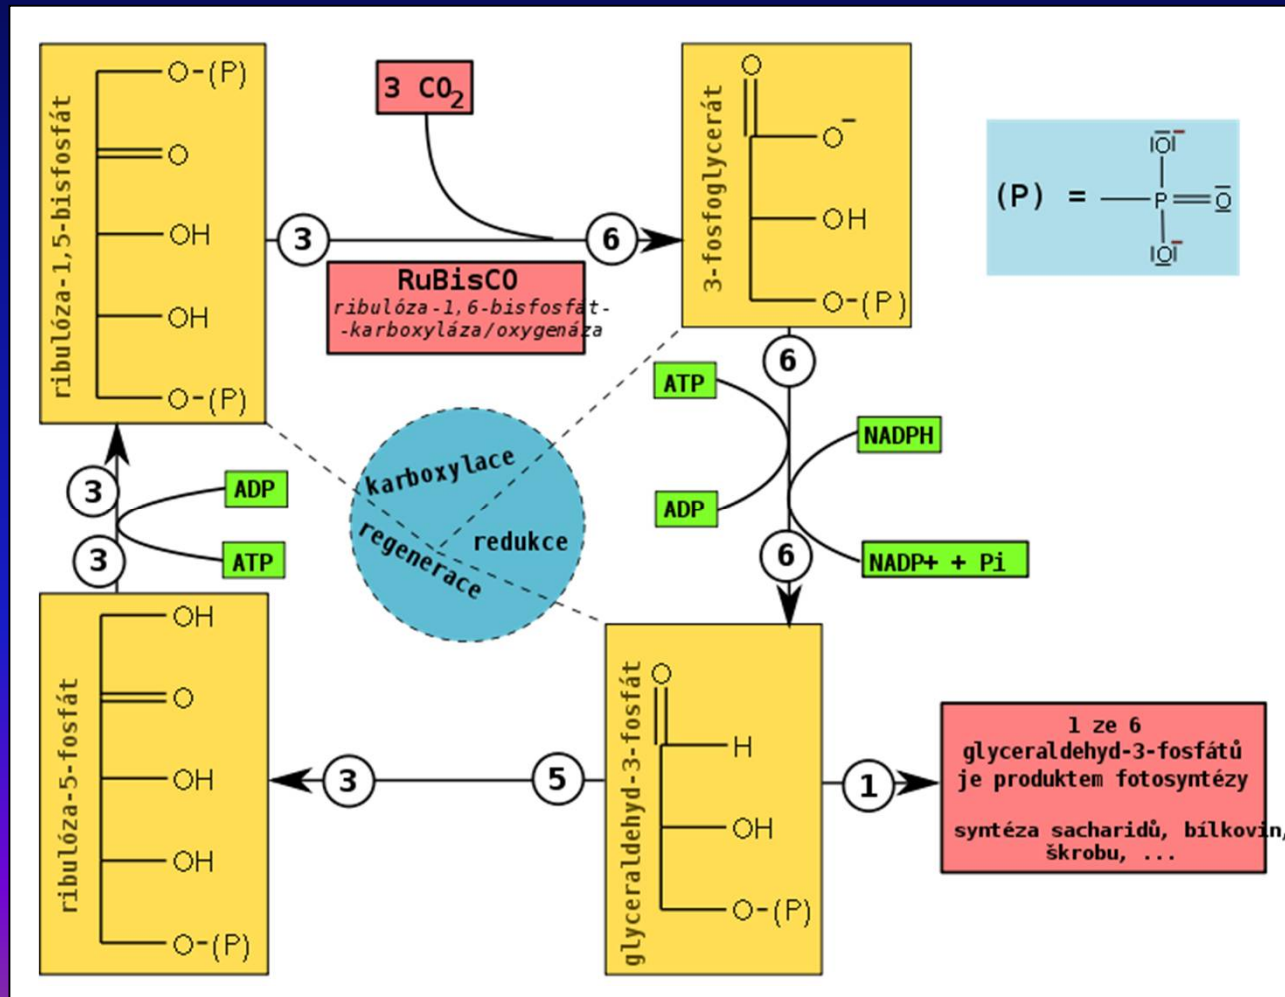 ribulóza-1,5-bisfosfát
O-(P)
O
OH
OH
O-(P)
3 CO2
3
6
RuBisCO
ribulóza-1,6-bisfosfát-
-karboxyláza/oxygenáza
3-fosfoglycerát
O
O−
OH
O-(P)
(P) =
|O|−
P
O
|O|−
6
ATP
ADP
NADPH
NADP+ + Pi
6
karboxylace
redukce
regenerace
3
ADP
3
ATP
ribulóza-5-fosfát
OH
O
OH
OH
O-(P)
3
5
glyceraldehyd-3-fosfát
O
H
OH
O-(P)
1
1 ze 6
glyceraldehyd-3-fosfátů
je produktem fotosyntézy
syntéza sacharidů, bílkovin,
škrobu, ...